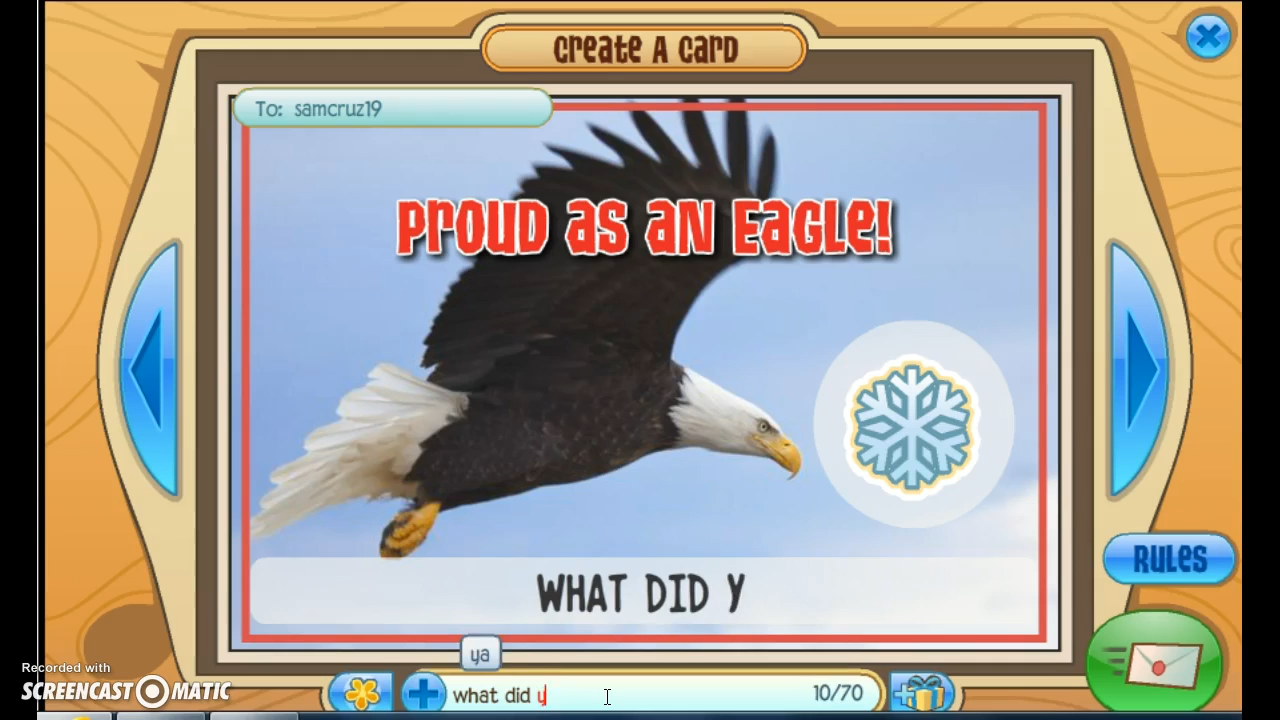 Create A Card
To: samcruz19
Proud as an Eagle!
RULES
WHAT DID Y
ya
what did y
10/70
Recorded with
SCREENCAST MATIC